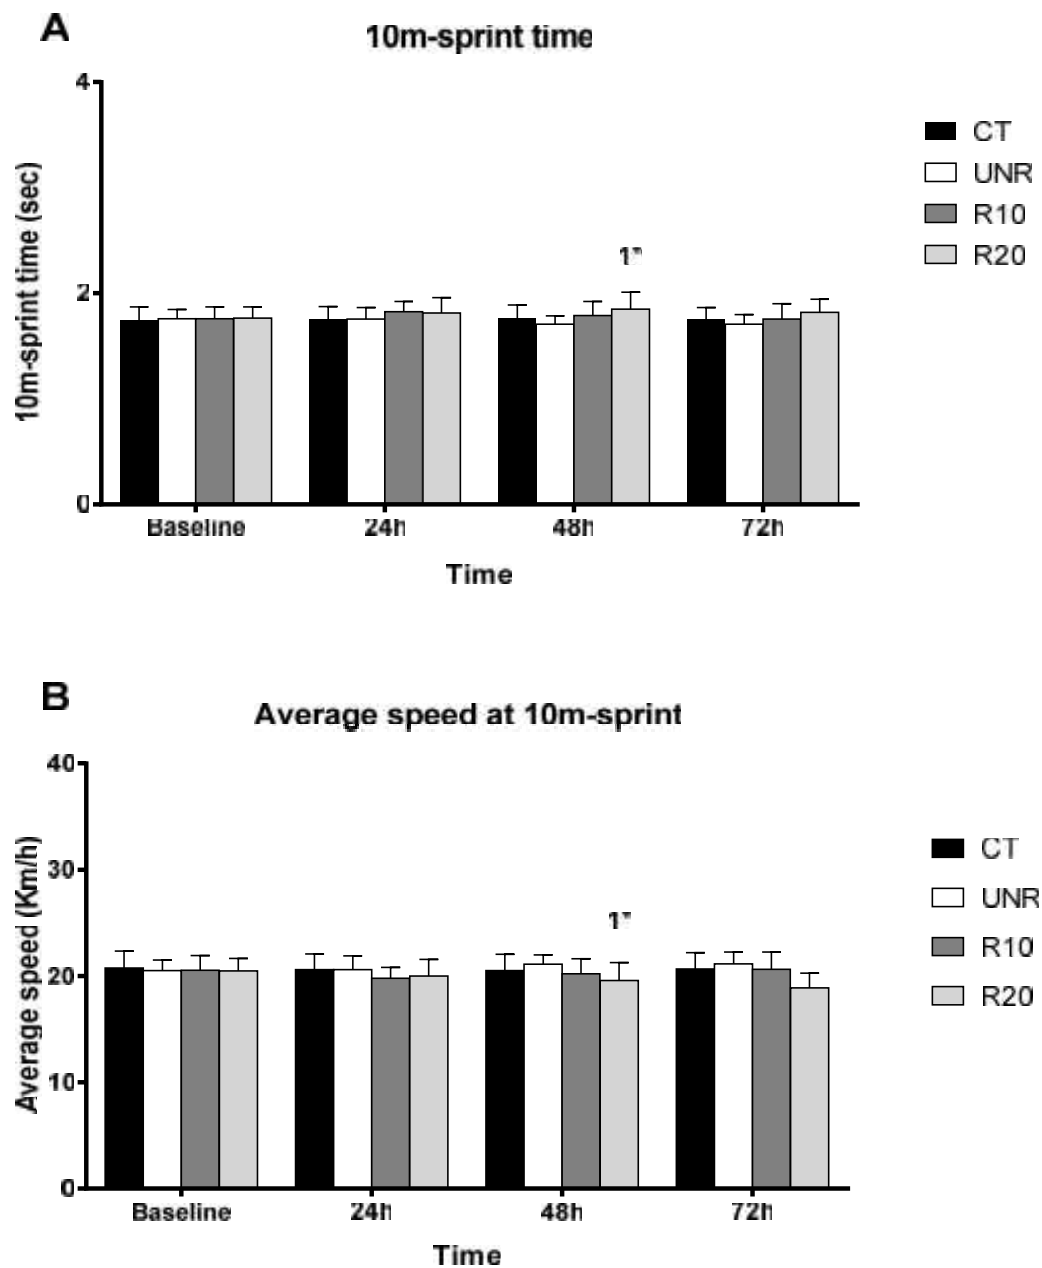 A
10m-sprint time
4
2
0
10m-sprint time (sec)
1*
CT
UNR
R10
R20
Baseline 24h 48h 72h
Time
B
Average speed at 10m-sprint
40
30
20
10
0
Average speed (Km/h)
1*
CT
UNR
R10
R20
Baseline 24h 48h 72h
Time